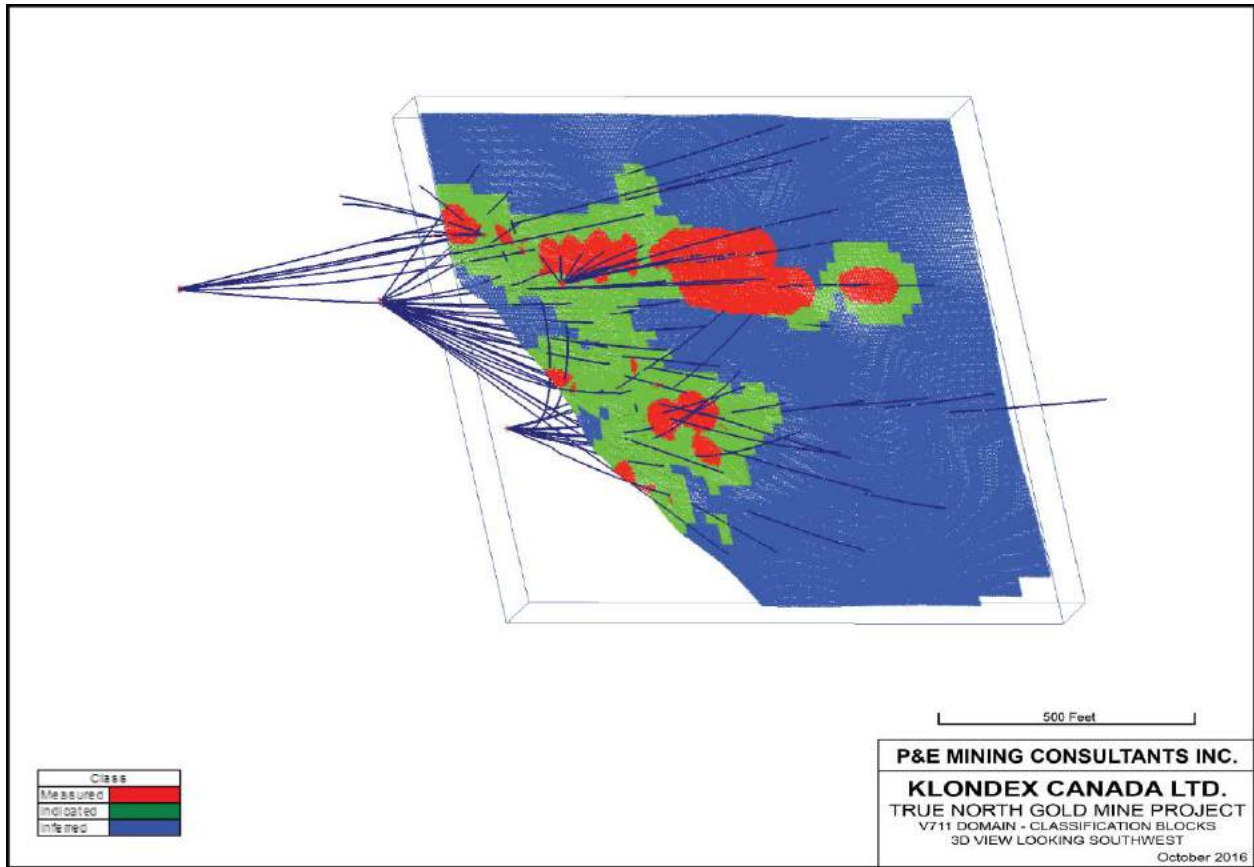 500 Feet
Class
Measured
Indicated
Inferred
P&E MINING CONSULTANTS INC.
KLONDEX CANADA LTD.
TRUE NORTH GOLD MINE PROJECT
V711 DOMAIN - CLASSIFICATION BLOCKS
3D VIEW LOOKING SOUTHWEST
October 2016